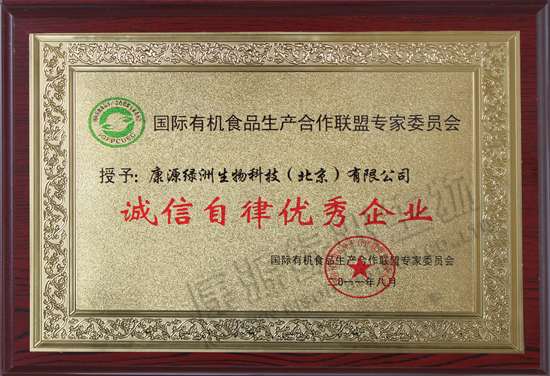 国际有机食品生产合作联盟专家委员会
授予：康源绿洲生物科技（北京）有限公司
诚信自律优秀企业
国际有机食品生产合作联盟专家委员会
二0一一年八月